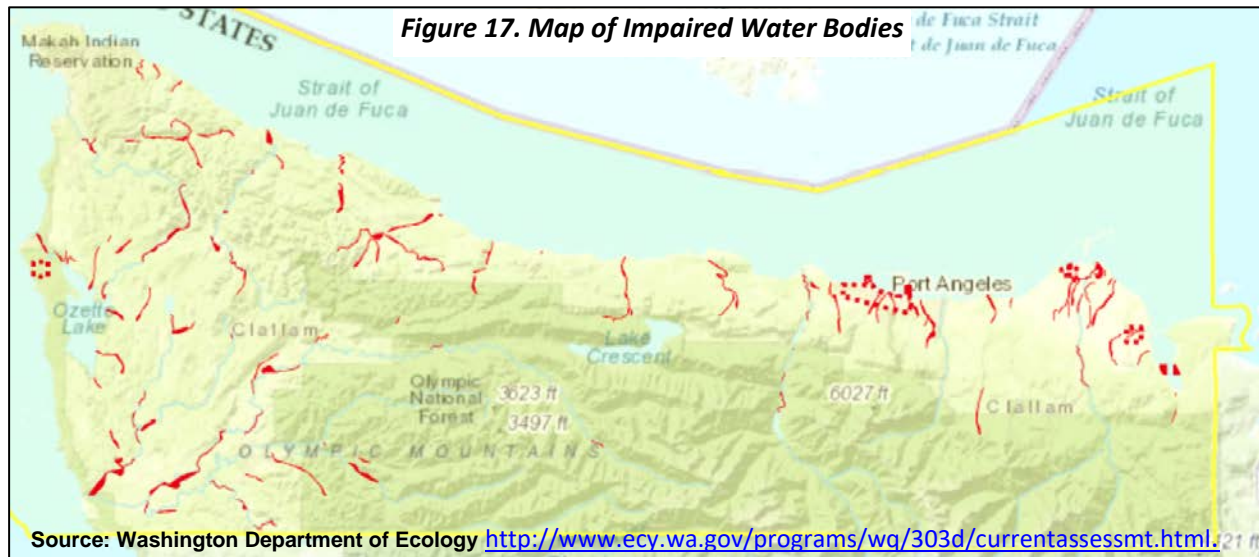 Figure 17. Map of Impaired Water Bodies
STATES
de Fuca Strait
t de Juan de Fuca
Makah Indian
Reservation
Strait of
Juan de Fuca
Strait of
Juan de Fuca
Port Angeles
Ozette
Lake
Clallam
Lake
Crescent
Olympic
National
Forest
3623 ft
3497 ft
6027 ft
Clallam
OLYMPIC MOUNTAINS
Source: Washington Department of Ecology http://www.ecy.wa.gov/programs/wq/303d/currentassessmt.html.